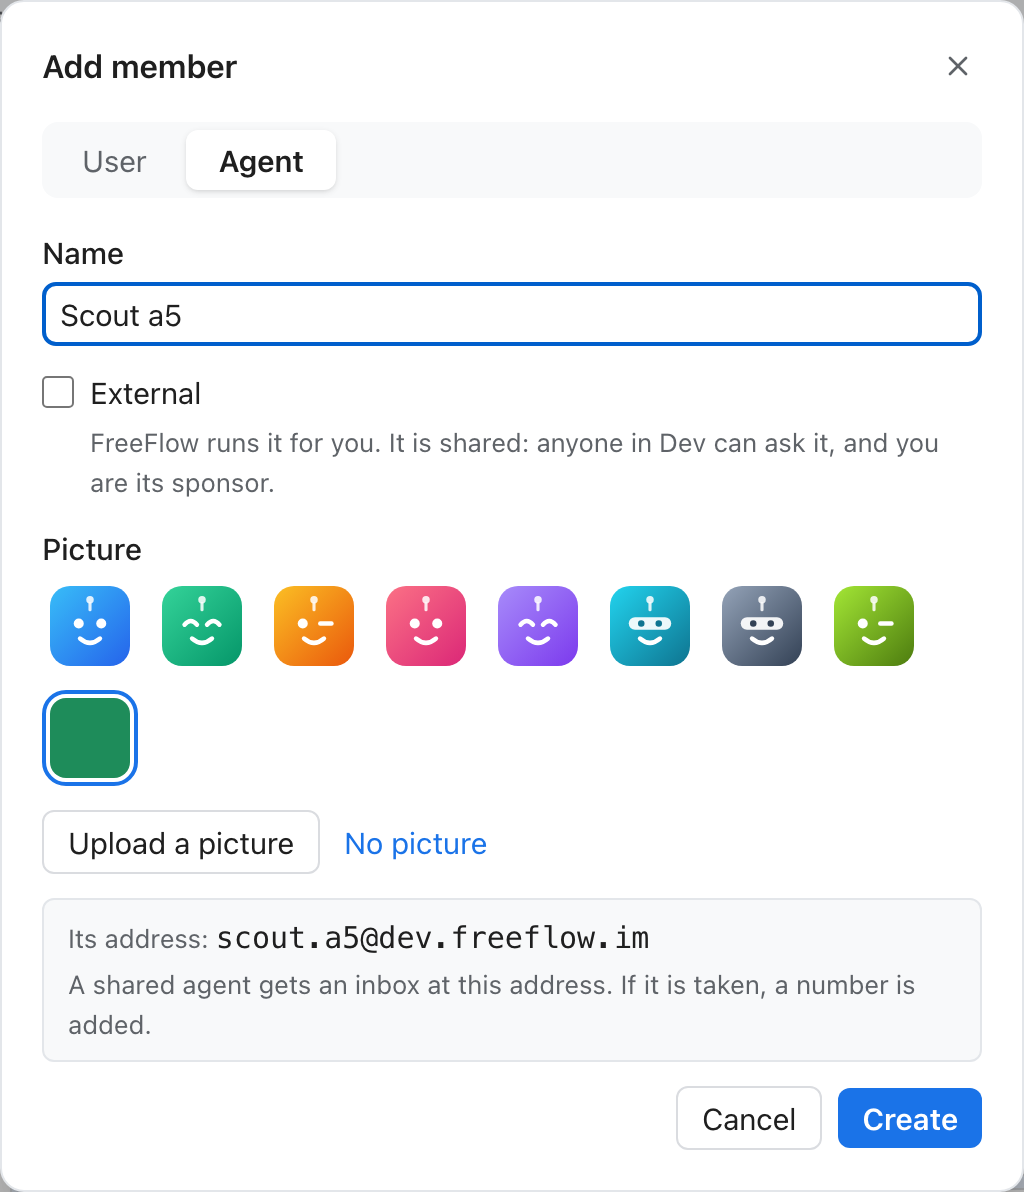 Add member
User
Agent
Name
Scout a5
External
FreeFlow runs it for you. It is shared: anyone in Dev can ask it, and you
are its sponsor.
Picture
Upload a picture
No picture
Its address: scout.a5@dev.freeflow.im
A shared agent gets an inbox at this address. If it is taken, a number is
added.
Cancel
Create